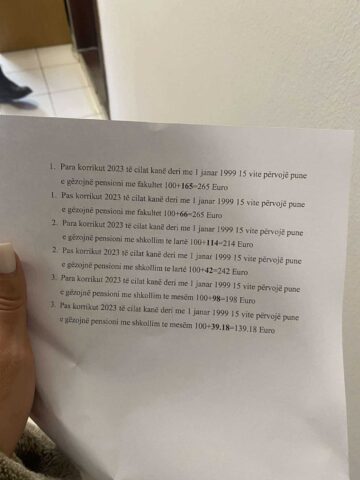 1. Para korrikut 2023 të cilat kanë deri me 1 janar 1999 15 vite përvojë pune
e gëzojnë pensioni me fakultet 100+165=265 Euro
1. Pas korrikut 2023 të cilat kanë deri me 1 janar 1999 15 vite përvojë pune
e gëzojnë pensioni me fakultet 100+66=265 Euro
2. Para korrikut 2023 të cilat kanë deri me 1 janar 1999 15 vite përvojë pune
e gëzojnë pensioni me shkollim të lartë 100+114=214 Euro
2. Pas korrikut 2023 të cilat kanë deri me 1 janar 1999 15 vite përvojë pune
e gëzojnë pensioni me shkollim të lartë 100+42=242 Euro
3. Para korrikut 2023 të cilat kanë deri me 1 janar 1999 15 vite përvojë pune
e gëzojnë pensioni me shkollim te mesëm 100+98=198 Euro
3. Pas korrikut 2023 të cilat kanë deri me 1 janar 1999 15 vite përvojë pune
e gëzojnë pensioni me shkollim te mesëm 100+39.18=139.18 Euro